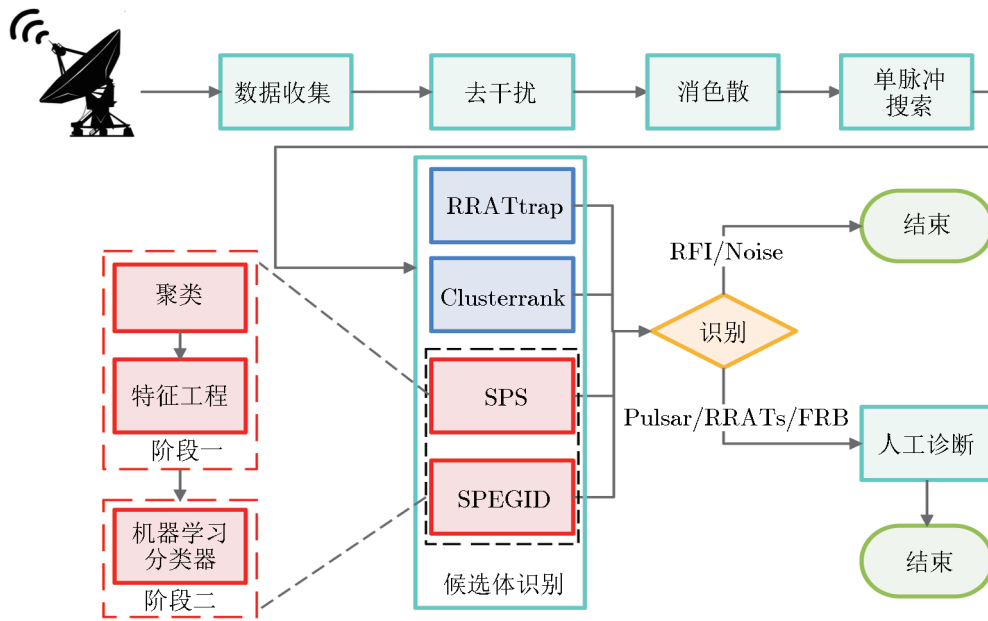 数据收集
去干扰
消色散
单脉冲
搜索
RRATtrap
Clusterrank
SPS
SPEGID
候选体识别
聚类
特征工程
阶段一
机器学习
分类器
阶段二
识别
RFI/Noise
结束
Pulsar/RRATs/FRB
人工诊断
结束